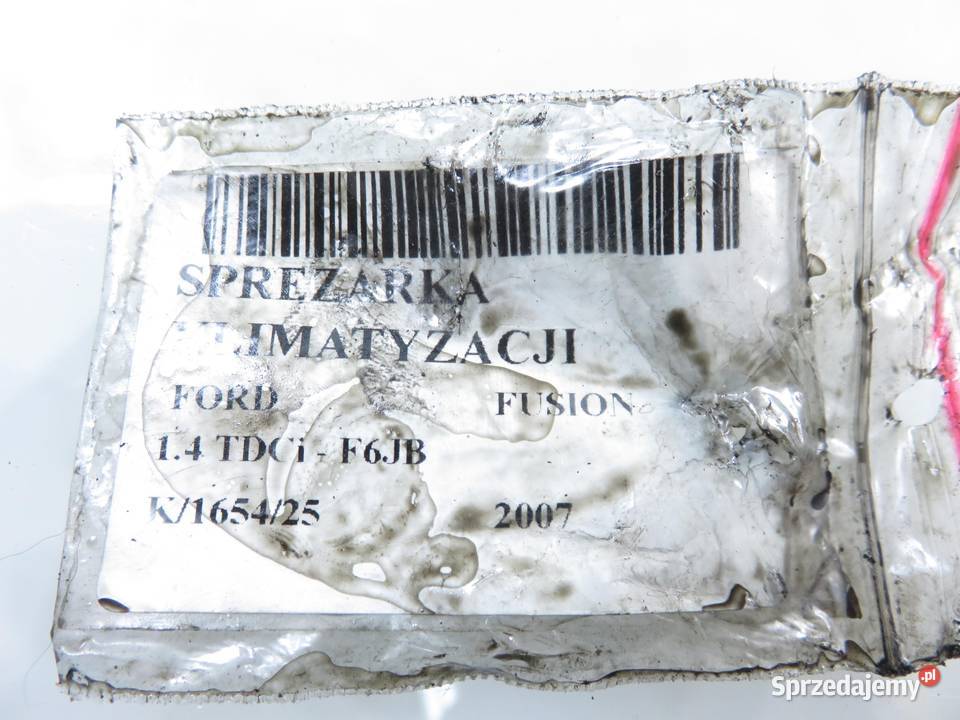 SPREZARKA
KLIMATYZACJI
FORD FUSION
1.4 TDCi - F6JB
K/1654/25 2007
Sprzedajemy.pl